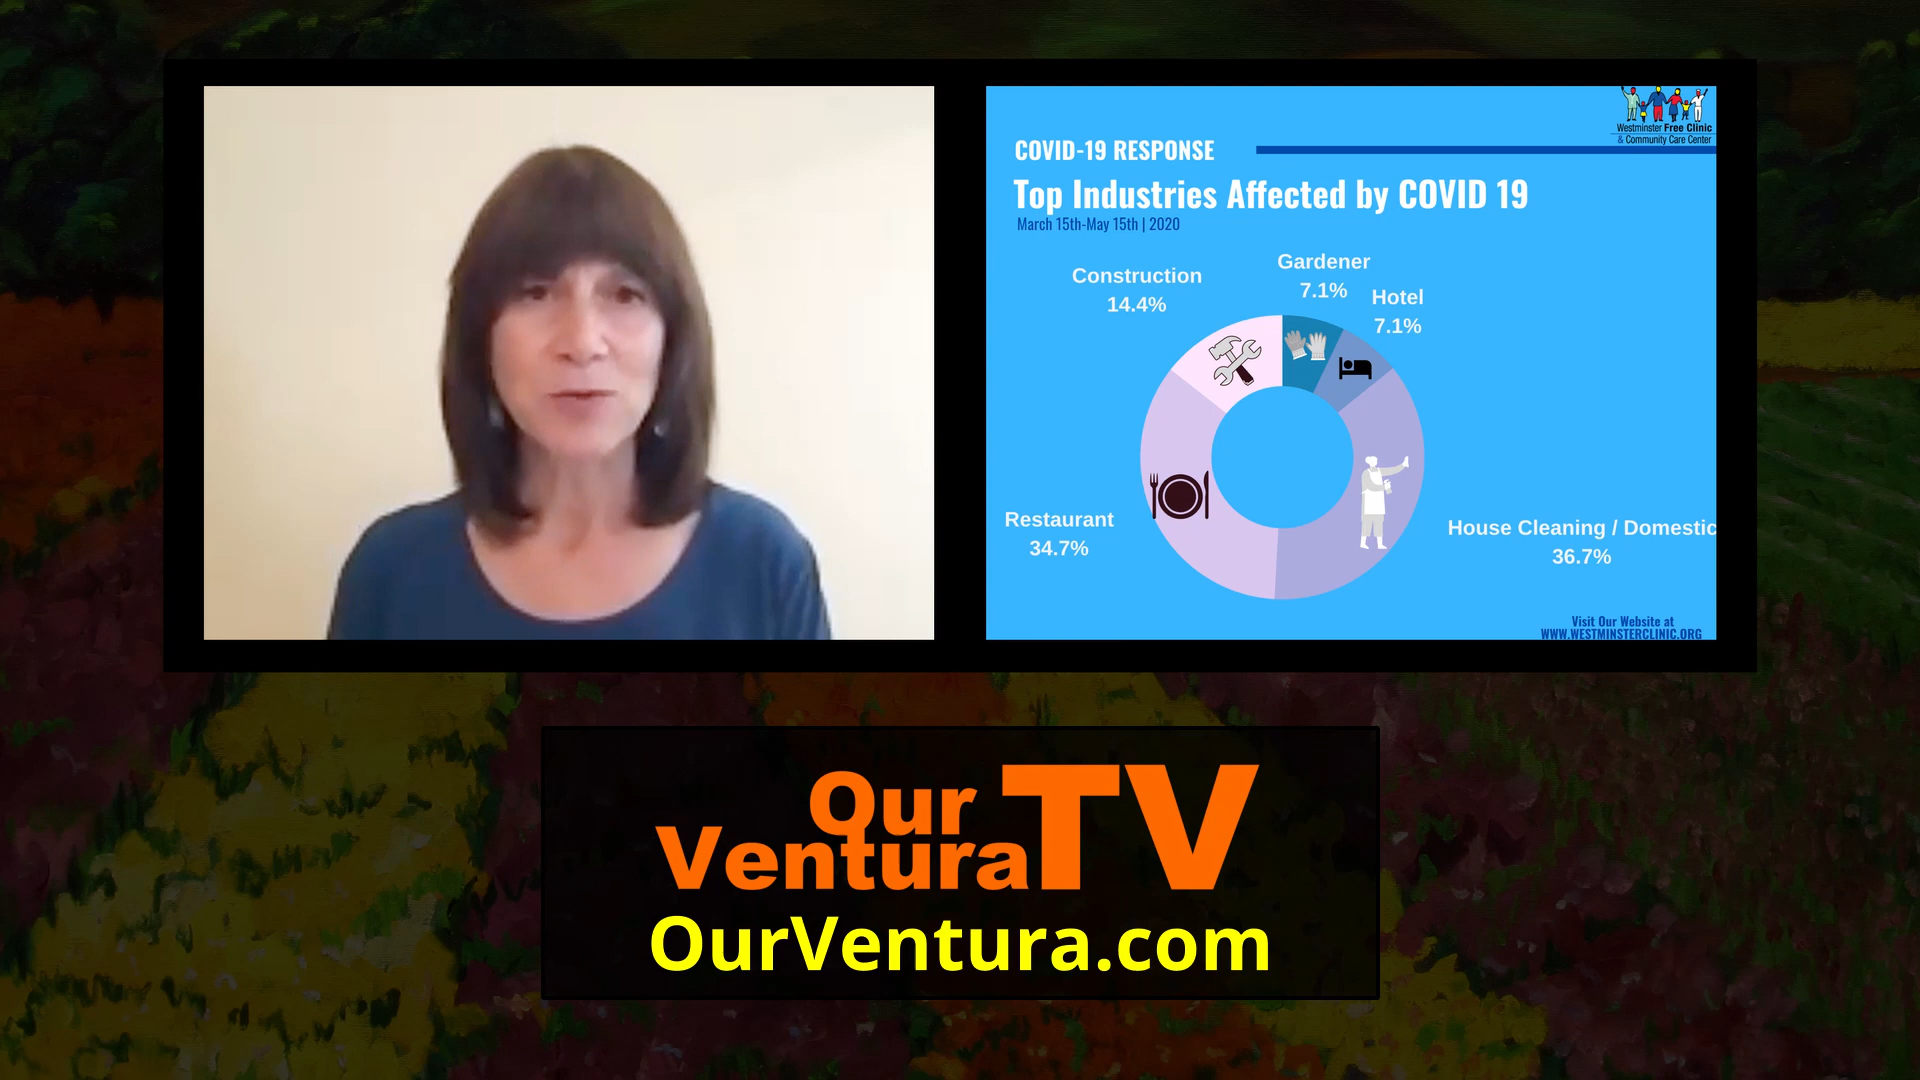 Westminster Free Clinic
& Community Care Center
COVID-19 RESPONSE
Top Industries Affected by COVID 19
March 15th-May 15th | 2020
Gardener
7.1%
Construction
14.4%
Hotel
7.1%
Restaurant
34.7%
House Cleaning / Domestic
36.7%
Visit Our Website at
WWW.WESTMINSTERCLINIC.ORG
Our
VenturaTV
OurVentura.com